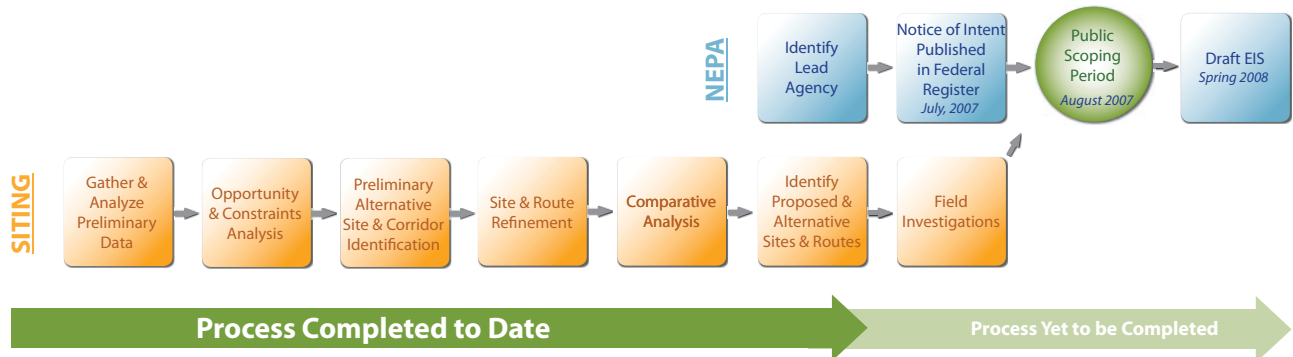 NEPA
Identify
Lead
Agency
Notice of Intent
Published
in Federal
Register
July, 2007
Public
Scoping
Period
August 2007
Draft EIS
Spring 2008
SITING
Gather &
Analyze
Preliminary
Data
Opportunity
& Constraints
Analysis
Preliminary
Alternative
Site & Corridor
Identification
Site & Route
Refinement
Comparative
Analysis
Identify
Proposed &
Alternative
Sites & Routes
Field
Investigations
Process Completed to Date
Process Yet to be Completed